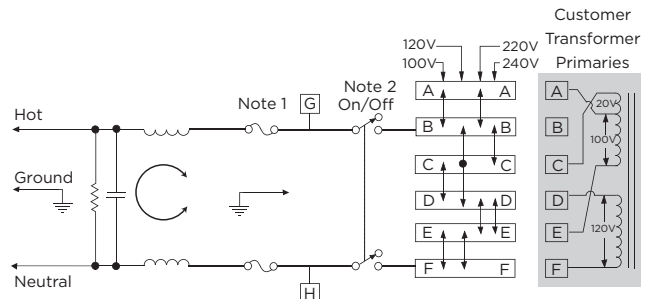 Customer
Transformer
Primaries
120V 220V
100V 240V
Note 2
On/Off
Note 1
G
Hot
Ground
Neutral
H
A A
B B
C C
D D
E E
F F
A
B
C
D
E
F
20V
100V
120V